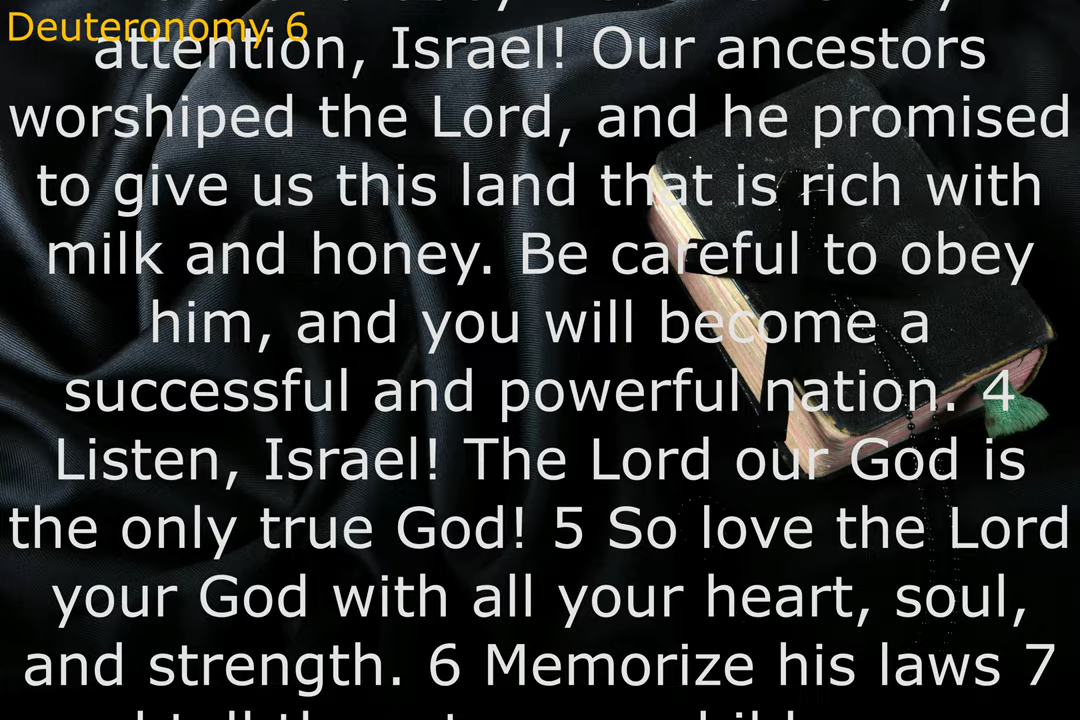 Deuteronomy 6
attention, Israel! Our ancestors
worshiped the Lord, and he promised
to give us this land that is rich with
milk and honey. Be careful to obey
him, and you will become a
successful and powerful nation. 4
Listen, Israel! The Lord our God is
the only true God! 5 So love the Lord
your God with all your heart, soul,
and strength. 6 Memorize his laws 7